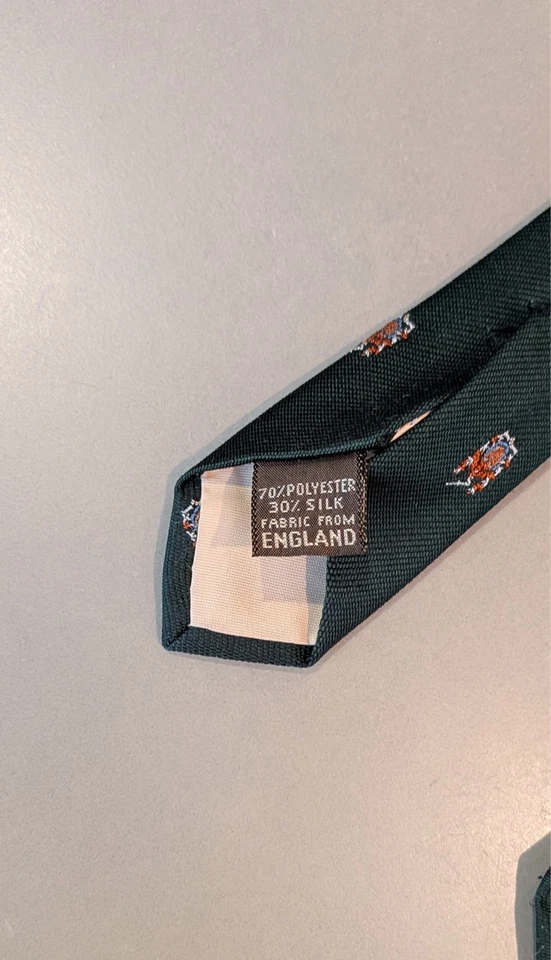 70% POLYESTER
30% SILK
FABRIC FROM
ENGLAND